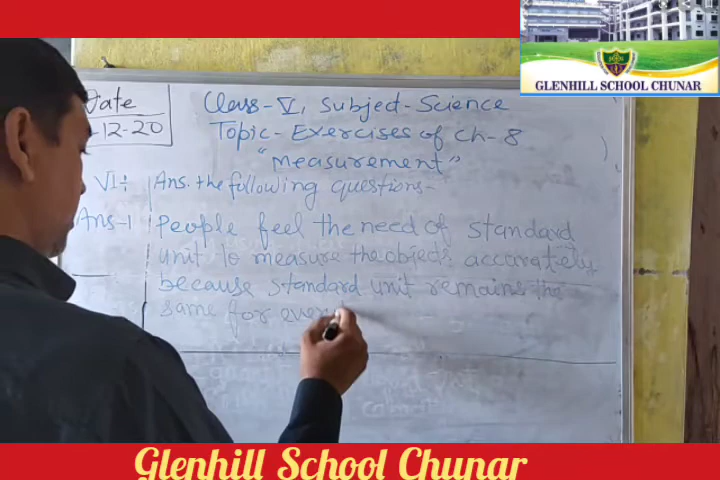 GLENHILL SCHOOL CHUNAR
Date
-12-20
Class-V, Subject-Science
Topic-Exercises of Ch-8
"Measurement"
VI÷ Ans. the following questions-
Ans-1 People feel the need of standard
unit to measure the objects accurately
because standard unit remains the
same for ever
Glenhill School Chunar